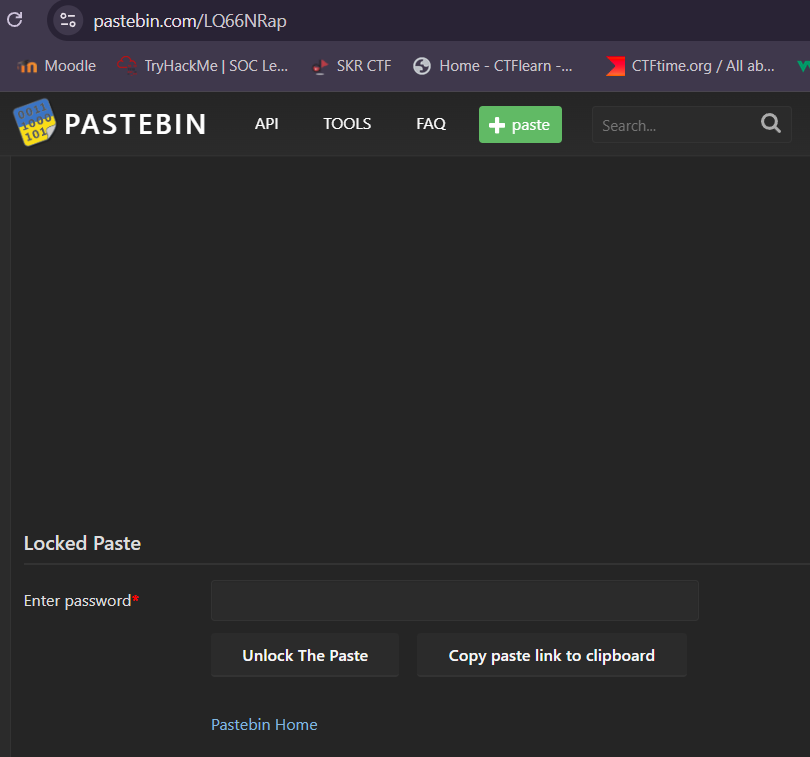 pastebin.com/LQ66NRap
Moodle TryHackMe | SOC Le... SKR CTF Home - CTFlearn -... CTFtime.org / All ab...
PASTEBIN API TOOLS FAQ + paste Search...
Locked Paste
Enter password*
Unlock The Paste Copy paste link to clipboard
Pastebin Home